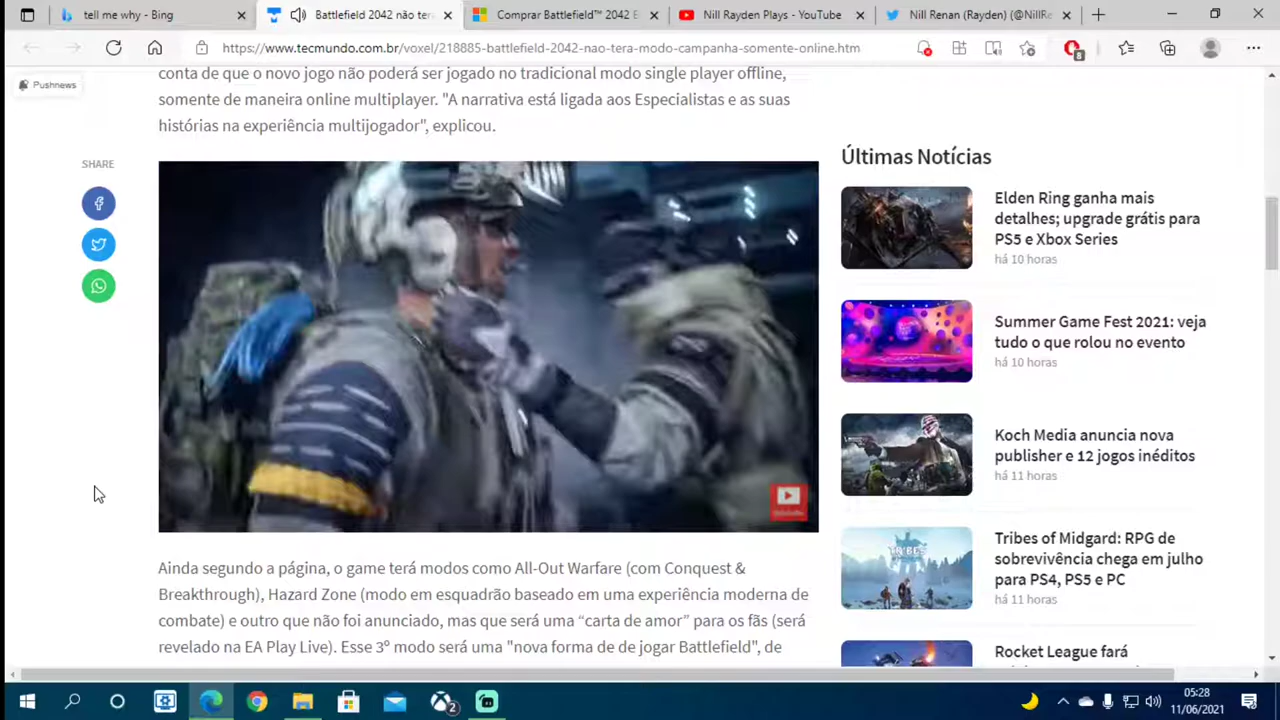 tell me why - Bing
Battlefield 2042 não ter
Comprar Battlefield™ 2042 E
Nill Rayden Plays - YouTube
Nill Renan (Rayden) (@NillRe
https://www.tecmundo.com.br/voxel/218885-battlefield-2042-nao-tera-modo-campanha-somente-online.htm
8
Pushnews
conta de que o novo jogo não poderá ser jogado no tradicional modo single player offline,
somente de maneira online multiplayer. "A narrativa está ligada aos Especialistas e as suas
histórias na experiência multijogador", explicou.
SHARE
Ainda segundo a página, o game terá modos como All-Out Warfare (com Conquest &
Breakthrough), Hazard Zone (modo em esquadrão baseado em uma experiência moderna de
combate) e outro que não foi anunciado, mas que será uma “carta de amor” para os fãs (será
revelado na EA Play Live). Esse 3º modo será uma "nova forma de de jogar Battlefield", de
Últimas Notícias
Elden Ring ganha mais
detalhes; upgrade grátis para
PS5 e Xbox Series
há 10 horas
Summer Game Fest 2021: veja
tudo o que rolou no evento
há 10 horas
Koch Media anuncia nova
publisher e 12 jogos inéditos
há 11 horas
TRIBES
Tribes of Midgard: RPG de
sobrevivência chega em julho
para PS4, PS5 e PC
há 11 horas
Rocket League fará
2
05:28
11/06/2021